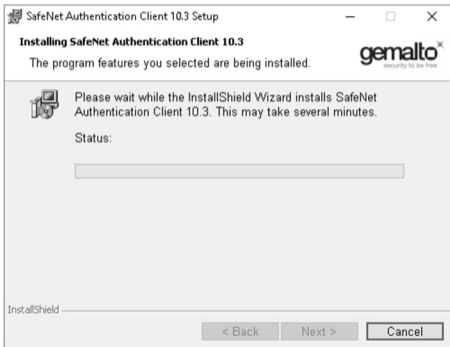 SafeNet Authentication Client 10.3 Setup
Installing SafeNet Authentication Client 10.3
The program features you selected are being installed.
gemalto
security to be free
Please wait while the InstallShield Wizard installs SafeNet
Authentication Client 10.3. This may take several minutes.
Status:
InstallShield
< Back
Next >
Cancel